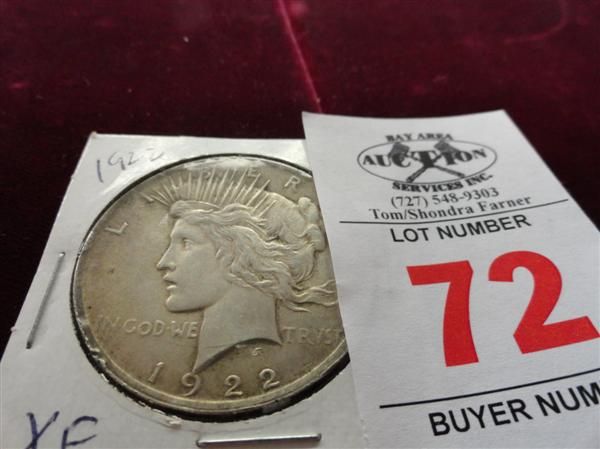 1922
LIBER
IN GOD WE TRUST
1922
XF
BAY AREA
AUCTION
SERVICES INC.
(727) 548-9303
Tom/Shondra Farner
LOT NUMBER
72
BUYER NUM